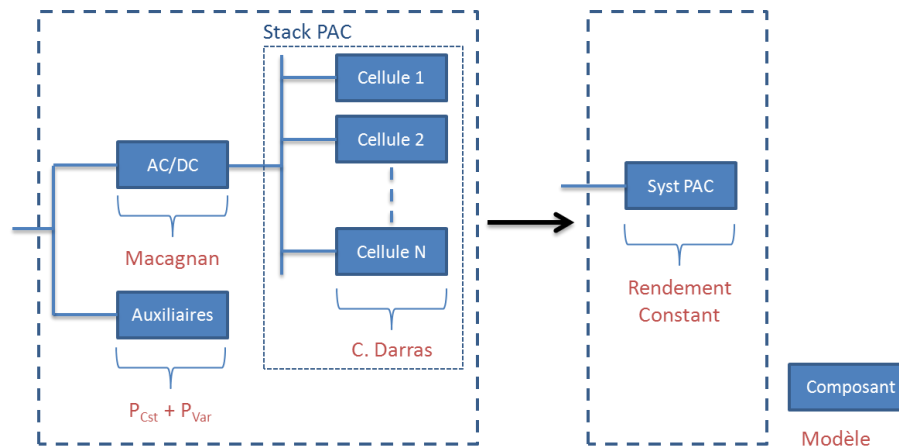 Stack PAC
Cellule 1
Cellule 2
AC/DC
Syst PAC
Cellule N
Macagnan
Rendement
Constant
Auxiliaires
C. Darras
Composant
P_Cst + P_Var
Modèle